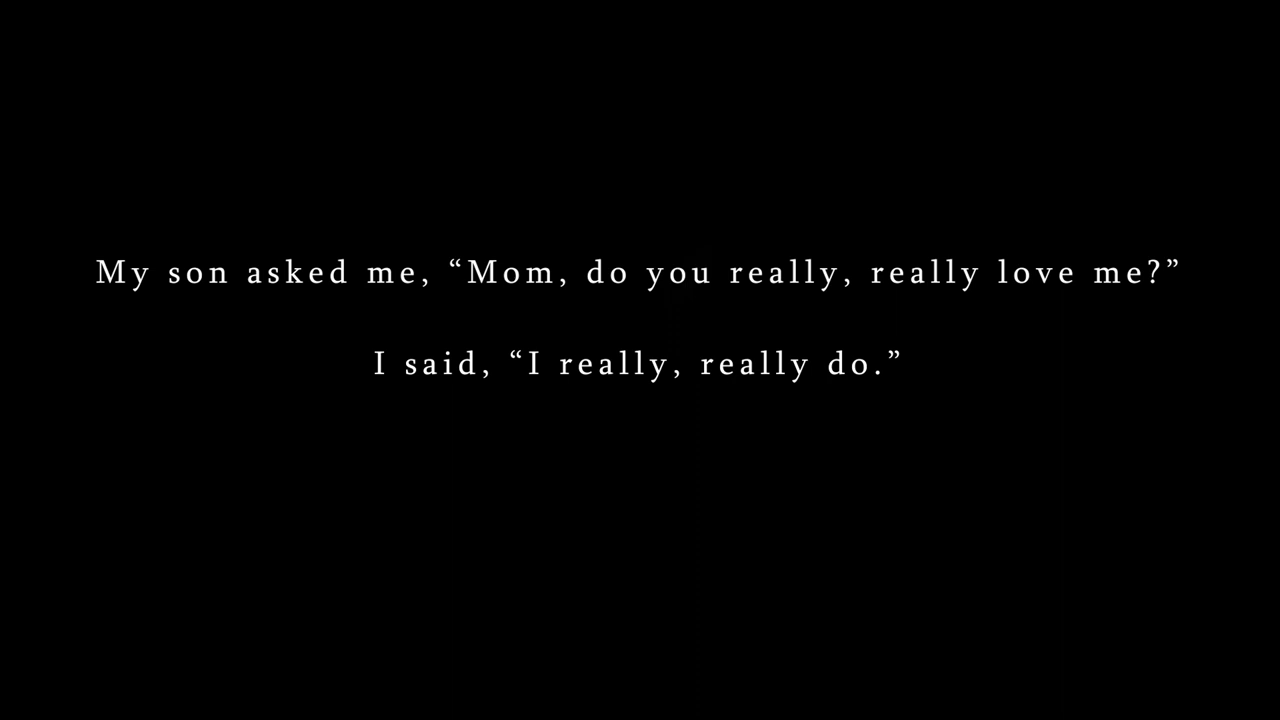 My son asked me, “Mom, do you really, really love me?”
I said, “I really, really do.”